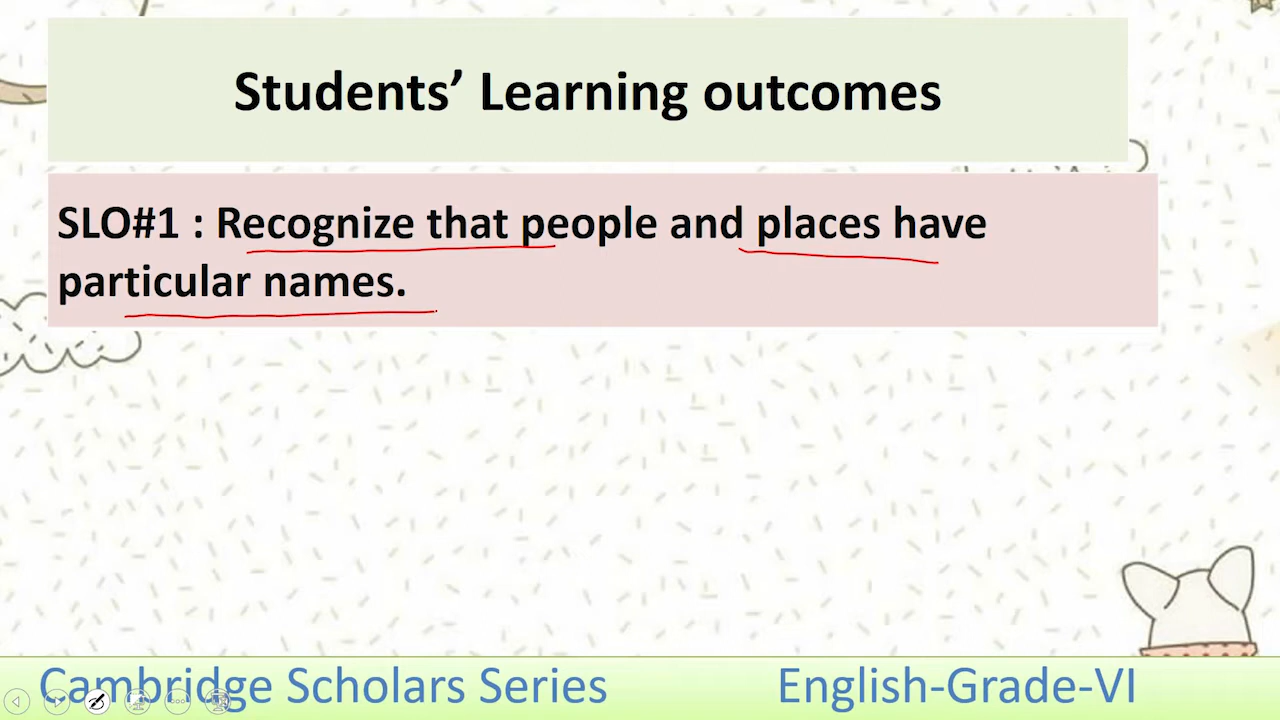 Students’ Learning outcomes
SLO#1 : Recognize that people and places have
particular names.
Cambridge Scholars Series
English-Grade-VI